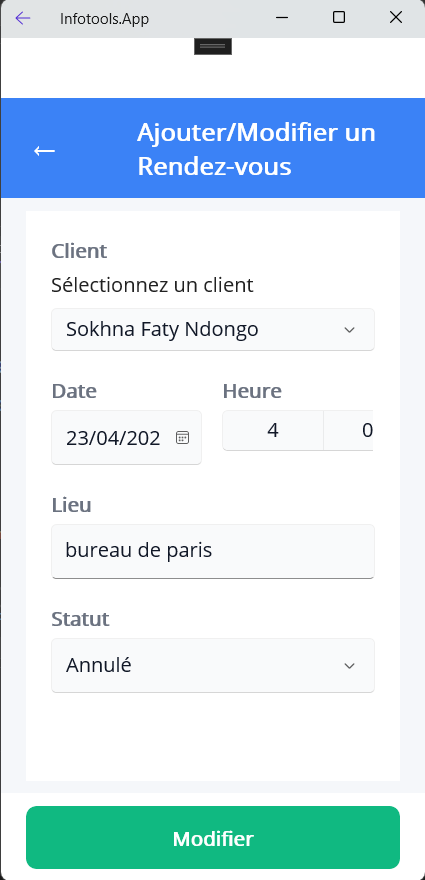 Infotools.App
Ajouter/Modifier un
Rendez-vous
Client
Sélectionnez un client
Sokhna Faty Ndongo
Date Heure
23/04/202 4 0
Lieu
bureau de paris
Statut
Annulé
Modifier